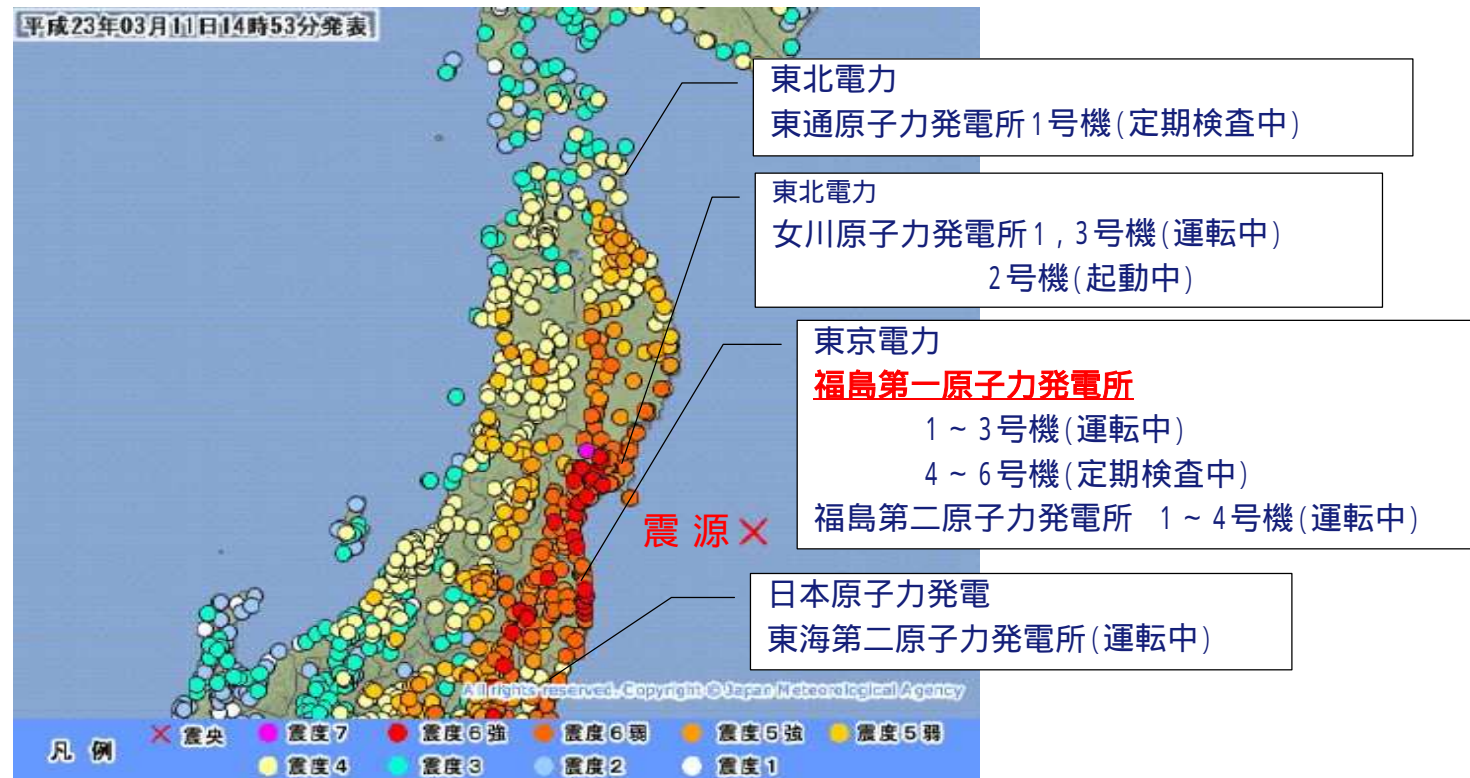 平成23年03月11日14時53分発表
東北電力
東通原子力発電所1号機(定期検査中)
東北電力
女川原子力発電所1,3号機(運転中)
2号機(起動中)
東京電力
福島第一原子力発電所
1~3号機(運転中)
4~6号機(定期検査中)
福島第二原子力発電所 1~4号機(運転中)
震源×
日本原子力発電
東海第二原子力発電所(運転中)
All rights reserved. Copyright © Japan Meteorological Agency
凡例
×震央 震度7 震度6強 震度6弱 震度5強 震度5弱
震度4 震度3 震度2 震度1